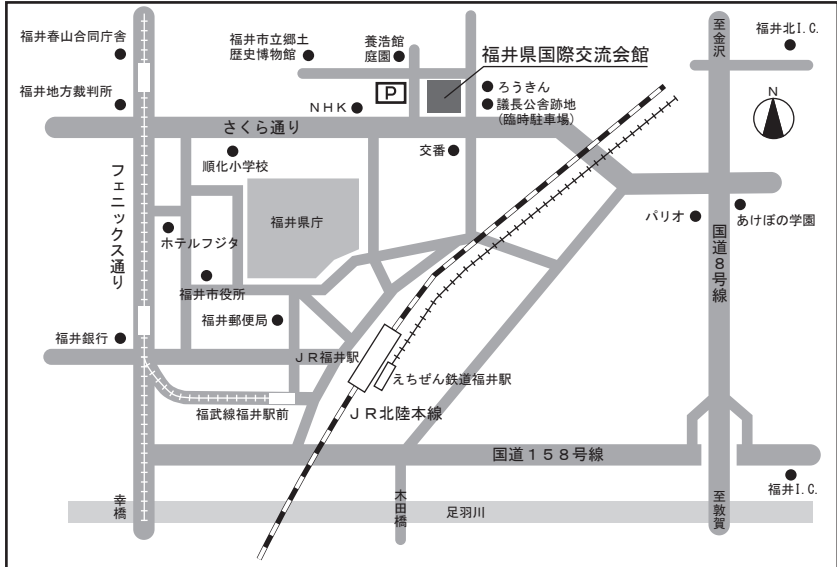 福井春山合同庁舎
福井市立郷土
歴史博物館
養浩館
庭園
福井県国際交流会館
至金沢
福井北I.C.
福井地方裁判所
P
ろうきん
議長公舎跡地
(臨時駐車場)
NHK
N
さくら通り
順化小学校
交番
フェニックス通り
福井県庁
パリオ
あけぼの学園
ホテルフジタ
国道8号線
福井市役所
福井郵便局
福井銀行
JR福井駅
えちぜん鉄道福井駅
福武線福井駅前
JR北陸本線
国道158号線
福井I.C.
幸橋
木田橋
足羽川
至敦賀